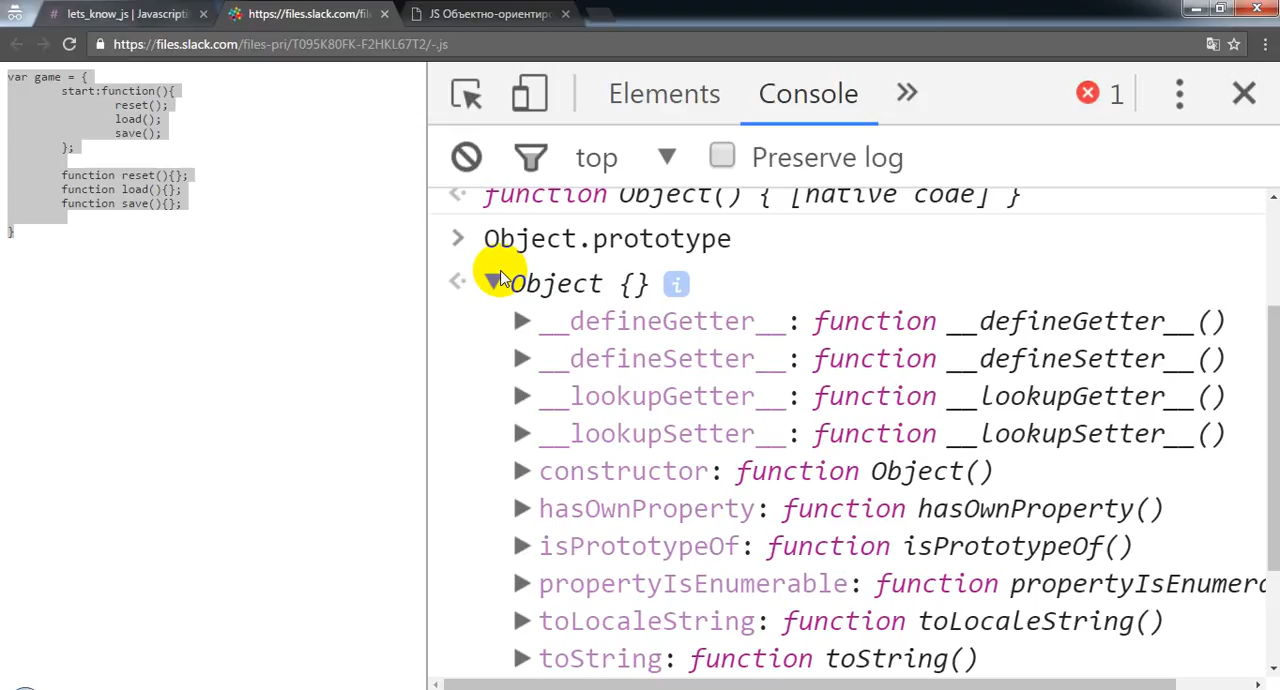 lets_know_js | Javascripti
https://files.slack.com/fi
JS Объектно-ориентиро
https://files.slack.com/files-pri/T095K80FK-F2HKL67T2/-.js
var game = {
start:function(){
reset();
load();
save();
};
function reset(){};
function load(){};
function save(){};
}
Elements
Console
1
top
Preserve log
function Object() { [native code] }
Object.prototype
Object {}
__defineGetter__: function __defineGetter__()
__defineSetter__: function __defineSetter__()
__lookupGetter__: function __lookupGetter__()
__lookupSetter__: function __lookupSetter__()
constructor: function Object()
hasOwnProperty: function hasOwnProperty()
isPrototypeOf: function isPrototypeOf()
propertyIsEnumerable: function propertyIsEnumera
toLocaleString: function toLocaleString()
toString: function toString()